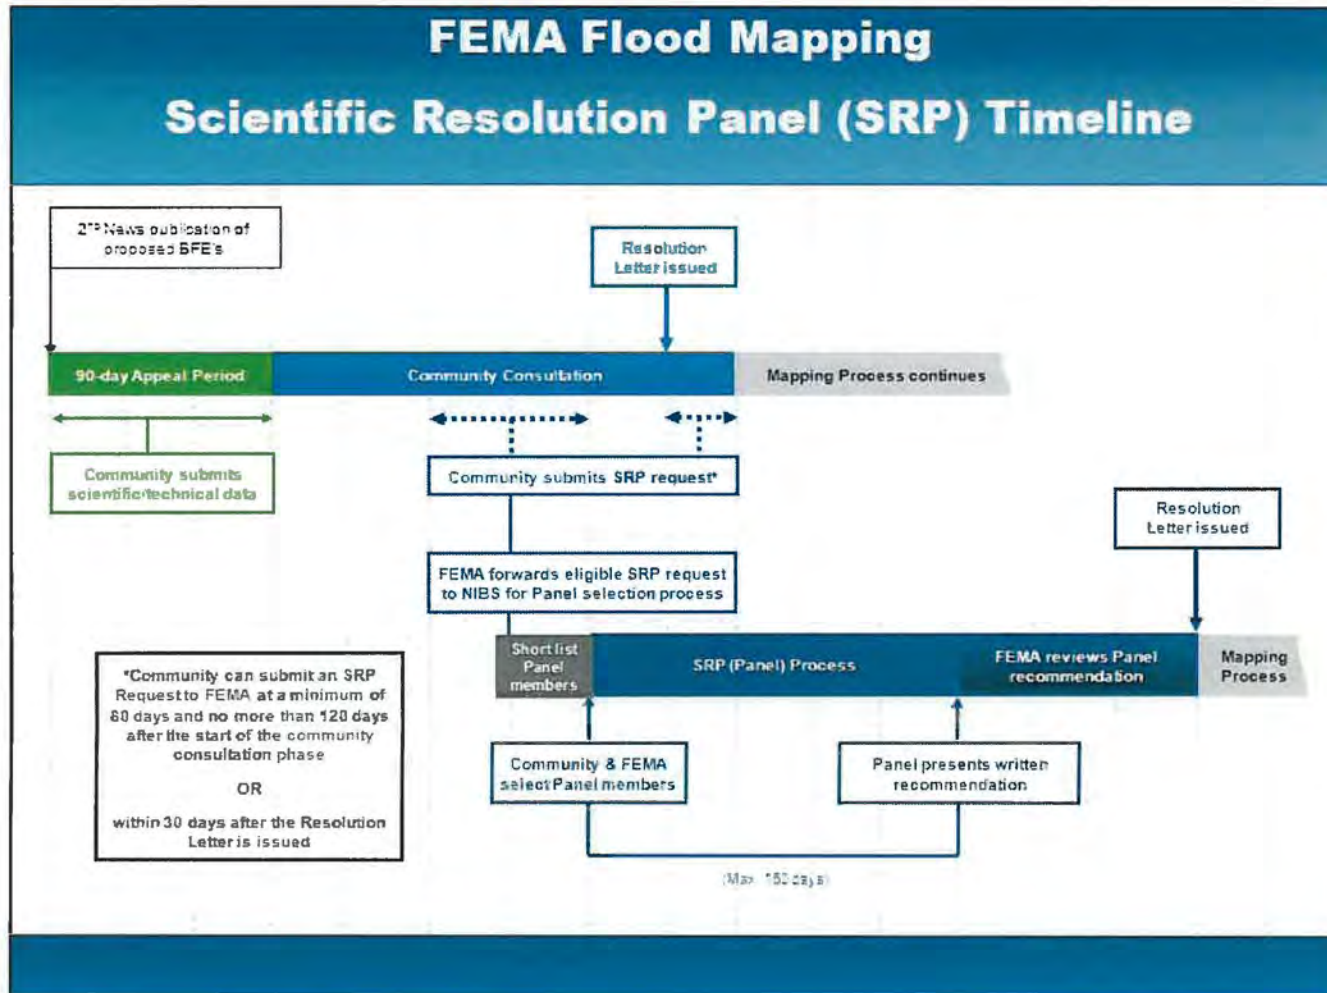 FEMA Flood Mapping
Scientific Resolution Panel (SRP) Timeline
News publication of
proposed BFE's
Resolution
Letter issued
90-day Appeal Period
Community Consultation
Mapping Process continues
Community submits
scientific/technical data
Community submits SRP request*
Resolution
Letter issued
FEMA forwards eligible SRP request
to NIBS for Panel selection process
Short list
Panel
members
SRP (Panel) Process
FEMA reviews Panel
recommendation
Mapping
Process
*Community can submit an SRP
Request to FEMA at a minimum of
days and no more than 120 days
after the start of the community
consultation phase
OR
within 30 days after the Resolution
Letter is issued
Community & FEMA
select Panel members
Panel presents written
recommendation
(Max. days)